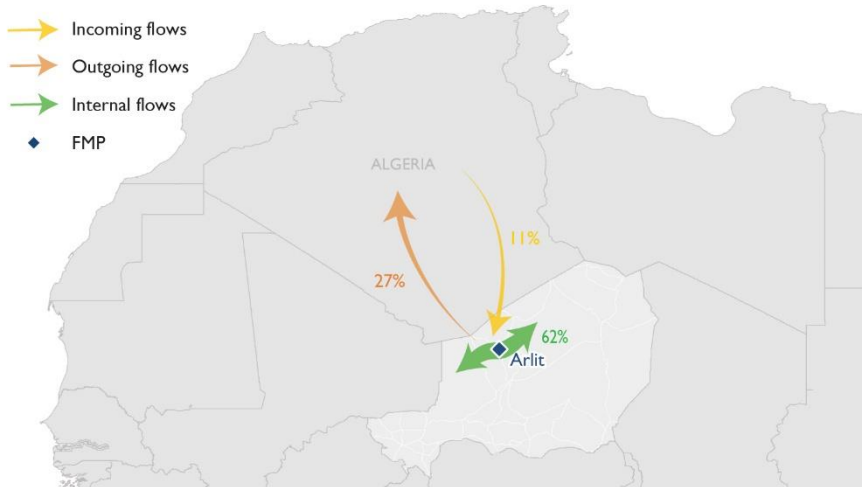 Incoming flows
Outgoing flows
Internal flows
FMP
ALGERIA
11%
27%
62%
Arlit